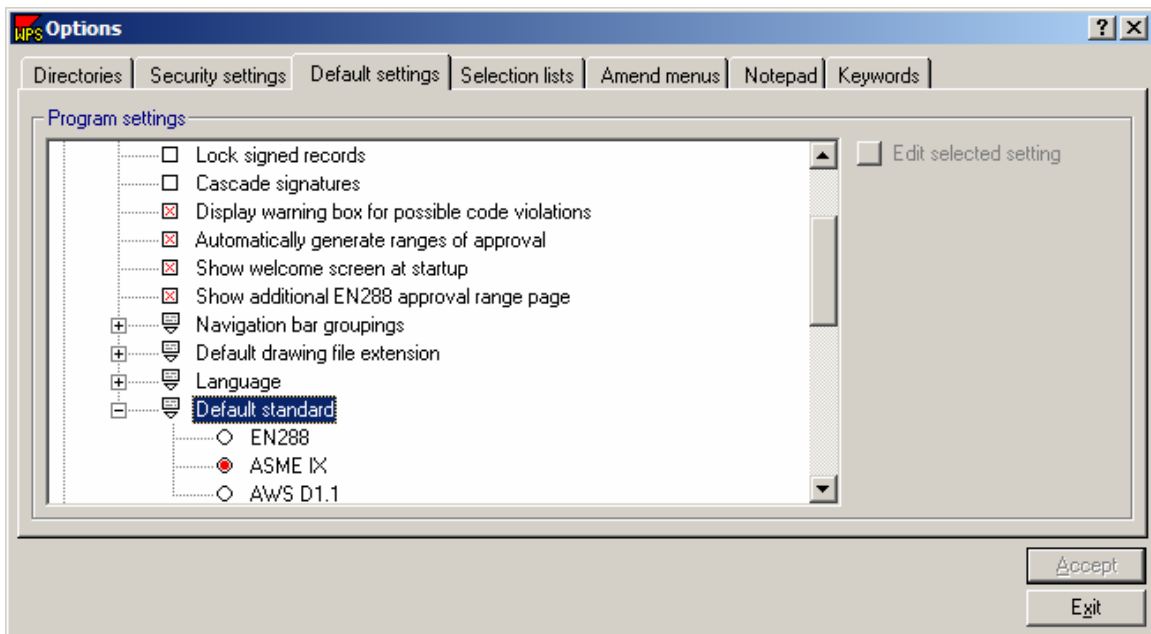 WPS Options
Directories Security settings Default settings Selection lists Amend menus Notepad Keywords
Program settings
Lock signed records
Edit selected setting
Cascade signatures
Display warning box for possible code violations
Automatically generate ranges of approval
Show welcome screen at startup
Show additional EN288 approval range page
Navigation bar groupings
Default drawing file extension
Language
Default standard
EN288
ASME IX
AWS D1.1
Accept
Exit